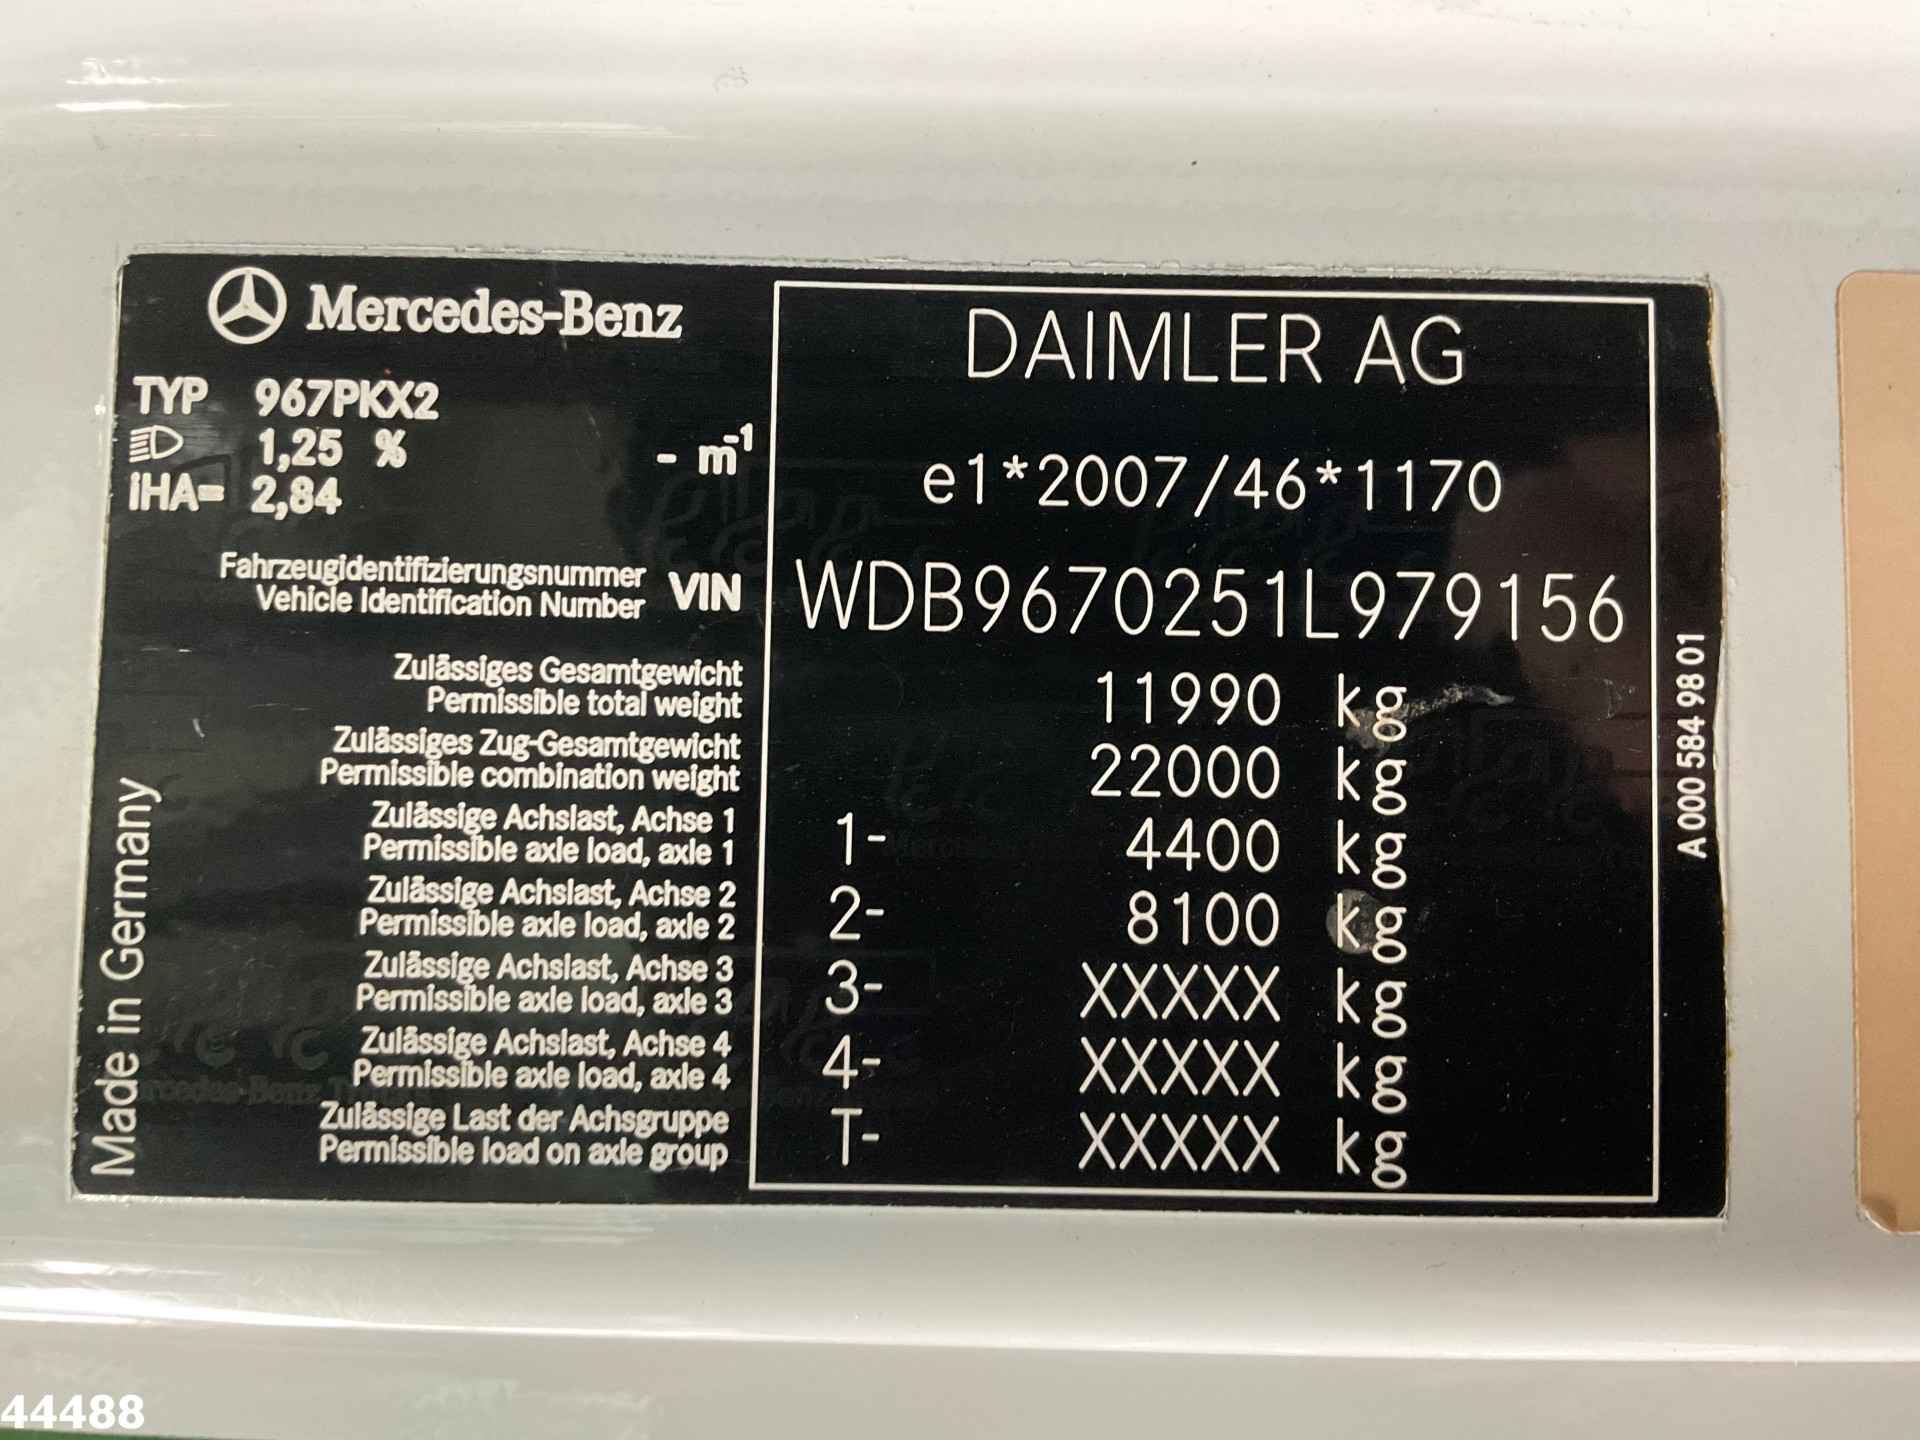 Mercedes-Benz
TYP 967PKX2
1,25 % - m-1
iHA= 2,84
Fahrzeugidentifizierungsnummer
Vehicle Identification Number
VIN
Zulässiges Gesamtgewicht
Permissible total weight
Zulässiges Zug-Gesamtgewicht
Permissible combination weight
Zulässige Achslast, Achse 1
Permissible axle load, axle 1
Zulässige Achslast, Achse 2
Permissible axle load, axle 2
Zulässige Achslast, Achse 3
Permissible axle load, axle 3
Zulässige Achslast, Achse 4
Permissible axle load, axle 4
Zulässige Last der Achsgruppe
Permissible load on axle group
Made in Germany
DAIMLER AG
e1*2007/46*1170
WDB9670251L979156
11990 kg
22000 kg
1- 4400 kg
2- 8100 kg
3- XXXXX kg
4- XXXXX kg
T- XXXXX kg
A 000 584 98 01
44488